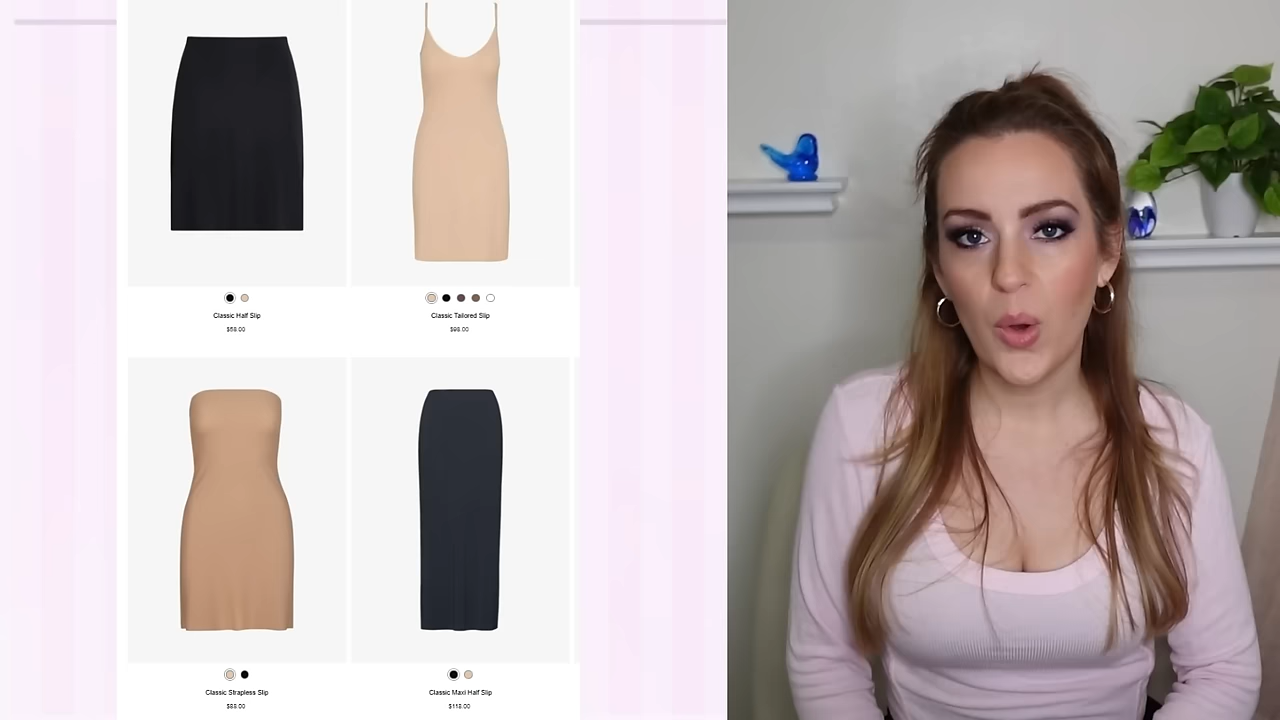 Classic Half Slip
$58.00
Classic Tailored Slip
$98.00
Classic Strapless Slip
$88.00
Classic Maxi Half Slip
$118.00